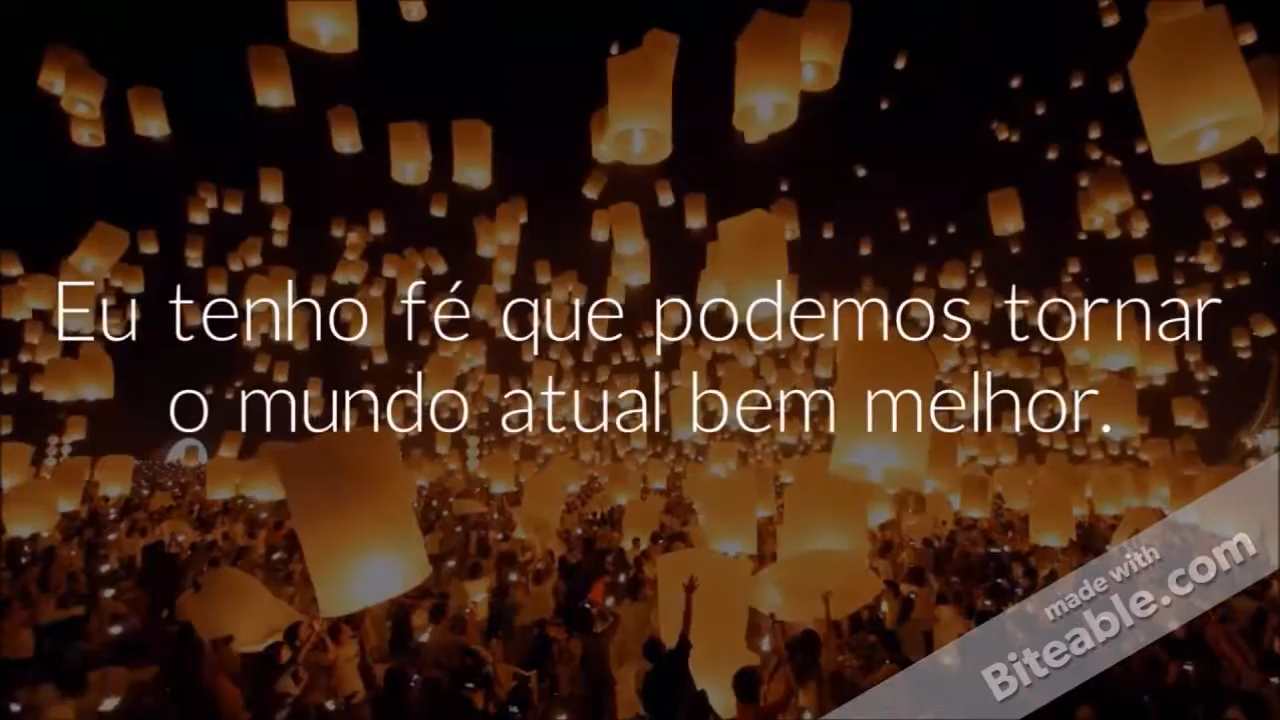 Eu tenho fé que podemos tornar
o mundo atual bem melhor.
made with
Biteable.com